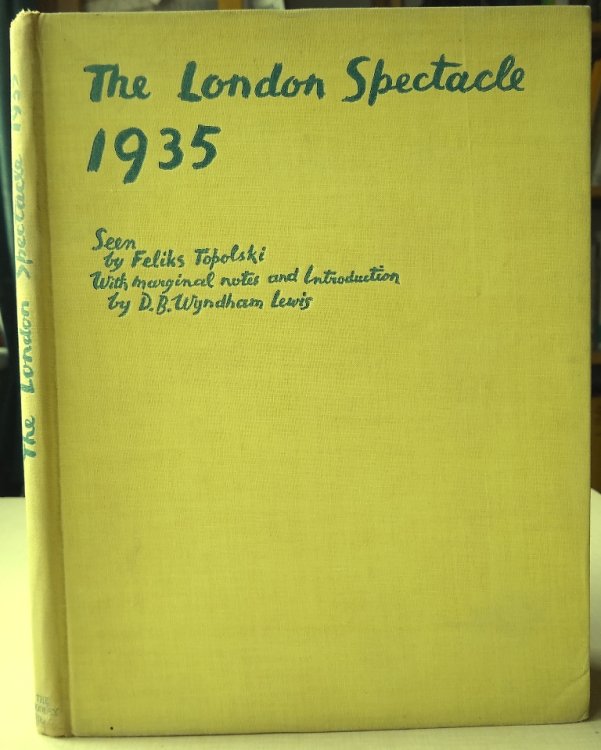 The London Spectacle
1935
Seen
by Feliks Topolski
With marginal notes and Introduction
by D.B. Wyndham Lewis
The London Spectacle 1935
THE